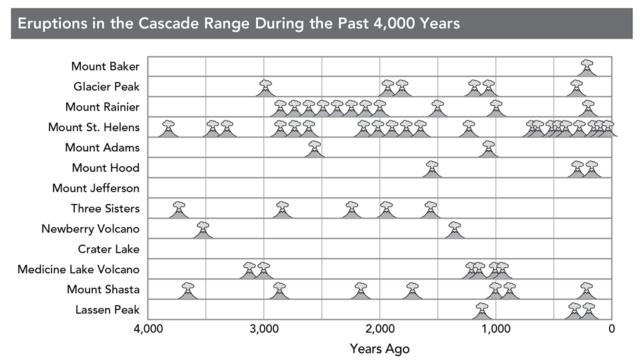 Eruptions in the Cascade Range During the Past 4,000 Years
Mount Baker
Glacier Peak
Mount Rainier
Mount St. Helens
Mount Adams
Mount Hood
Mount Jefferson
Three Sisters
Newberry Volcano
Crater Lake
Medicine Lake Volcano
Mount Shasta
Lassen Peak
4,000 3,000 2,000 1,000 0
Years Ago